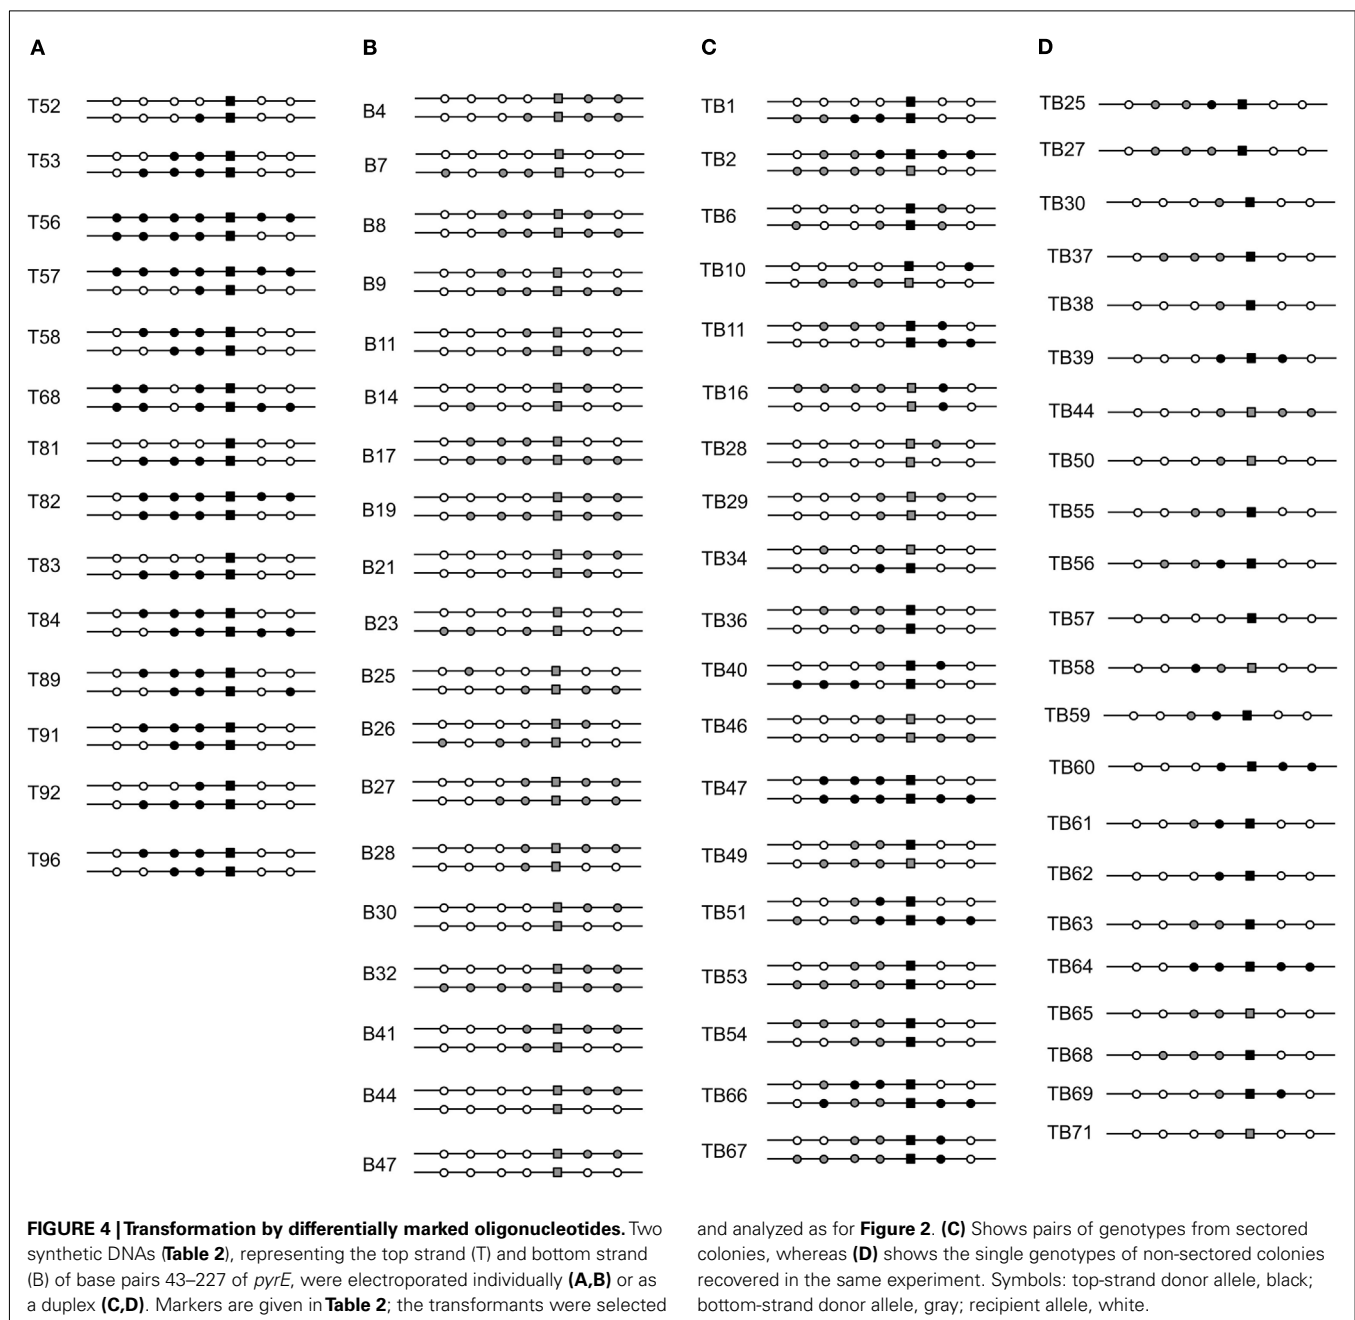 A
T52
T53
T56
T57
T58
T68
T81
T82
T83
T84
T89
T91
T92
T96
B
B4
B7
B8
B9
B11
B14
B17
B19
B21
B23
B25
B26
B27
B28
B30
B32
B41
B44
B47
C
TB1
TB2
TB6
TB10
TB11
TB16
TB28
TB29
TB34
TB36
TB40
TB46
TB47
TB49
TB51
TB53
TB54
TB66
TB67
D
TB25
TB27
TB30
TB37
TB38
TB39
TB44
TB50
TB55
TB56
TB57
TB58
TB59
TB60
TB61
TB62
TB63
TB64
TB65
TB68
TB69
TB71
FIGURE 4 | Transformation by differentially marked oligonucleotides. Two
synthetic DNAs (Table 2), representing the top strand (T) and bottom strand
(B) of base pairs 43–227 of pyrE, were electroporated individually (A,B) or as
a duplex (C,D). Markers are given in Table 2; the transformants were selected
and analyzed as for Figure 2. (C) Shows pairs of genotypes from sectored
colonies, whereas (D) shows the single genotypes of non-sectored colonies
recovered in the same experiment. Symbols: top-strand donor allele, black;
bottom-strand donor allele, gray; recipient allele, white.